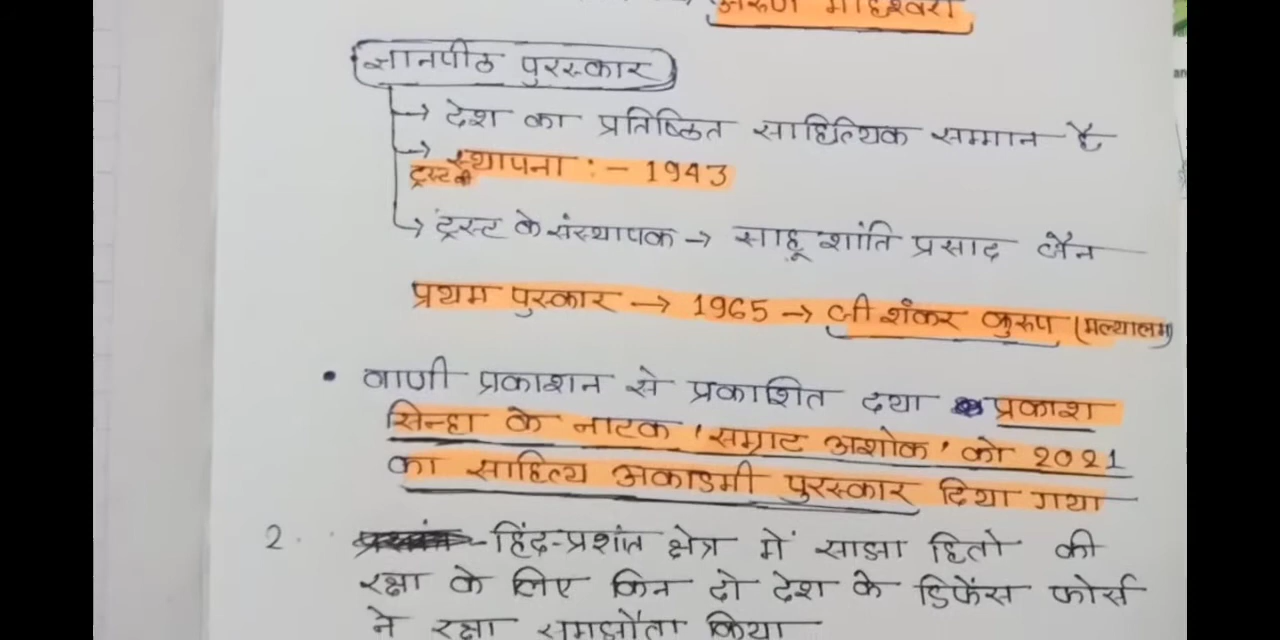 → अरुण माहेश्वरी
ज्ञानपीठ पुरस्कार
→ देश का प्रतिष्ठित साहित्यिक सम्मान है
→ ट्रस्ट की स्थापना :- 1943
→ ट्रस्ट के संस्थापक → साहू शांति प्रसाद जैन
प्रथम पुरस्कार → 1965 → जी शंकर कुरुप (मल्यालम)
• वाणी प्रकाशन से प्रकाशित दया प्रकाश
सिन्हा के नाटक 'सम्राट अशोक' को 2021
का साहित्य अकाडमी पुरस्कार दिया गया
2. हिंद-प्रशांत क्षेत्र में साझा हितो की
रक्षा के लिए किन दो देश के डिफेंस फोर्स
ने रक्षा समझौता किया